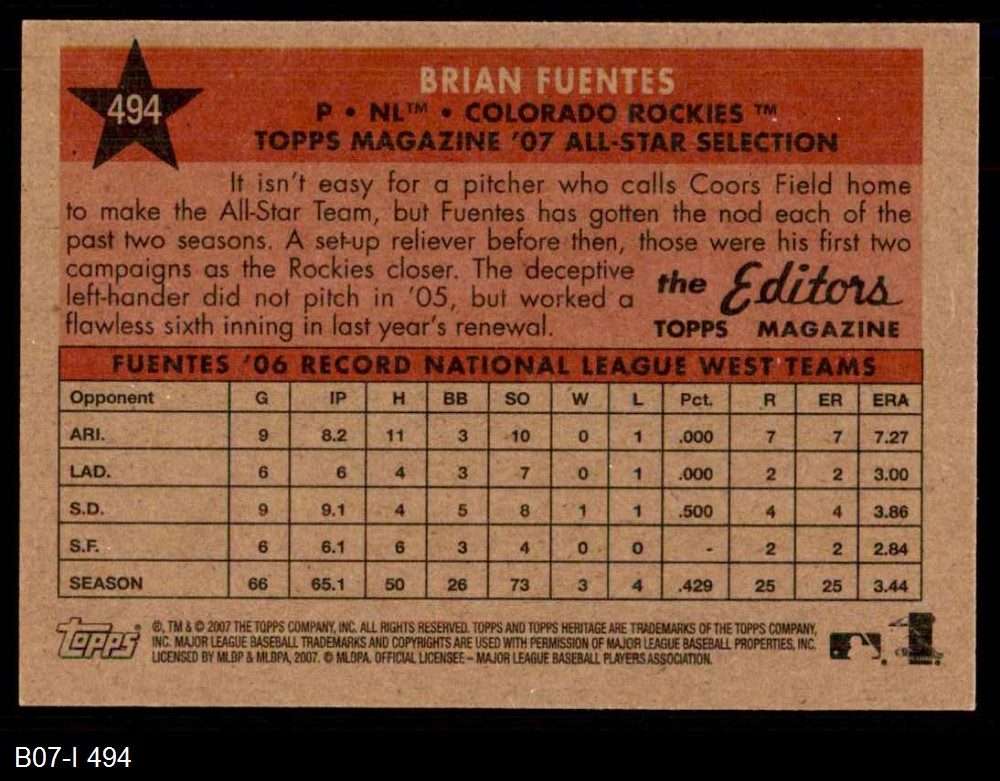 494
BRIAN FUENTES
P • NL™ • COLORADO ROCKIES ™
TOPPS MAGAZINE '07 ALL-STAR SELECTION
It isn't easy for a pitcher who calls Coors Field home
to make the All-Star Team, but Fuentes has gotten the nod each of the
past two seasons. A set-up reliever before then, those were his first two
campaigns as the Rockies closer. The deceptive
left-hander did not pitch in '05, but worked a
flawless sixth inning in last year's renewal.
the Editors
TOPPS MAGAZINE
FUENTES '06 RECORD NATIONAL LEAGUE WEST TEAMS
Opponent G IP H BB SO W L Pct. R ER ERA
ARI. 9 8.2 11 3 10 0 1 .000 7 7 7.27
LAD. 6 6 4 3 7 0 1 .000 2 2 3.00
S.D. 9 9.1 4 5 8 1 1 .500 4 4 3.86
S.F. 6 6.1 6 3 4 0 0 - 2 2 2.84
SEASON 66 65.1 50 26 73 3 4 .429 25 25 3.44
Topps®
®, TM & © 2007 THE TOPPS COMPANY, INC. ALL RIGHTS RESERVED. TOPPS AND TOPPS HERITAGE ARE TRADEMARKS OF THE TOPPS COMPANY,
INC. MAJOR LEAGUE BASEBALL TRADEMARKS AND COPYRIGHTS ARE USED WITH PERMISSION OF MAJOR LEAGUE BASEBALL PROPERTIES, INC.
LICENSED BY MLBP & MLBPA, 2007. © MLBPA. OFFICIAL LICENSEE – MAJOR LEAGUE BASEBALL PLAYERS ASSOCIATION.
B07-I 494